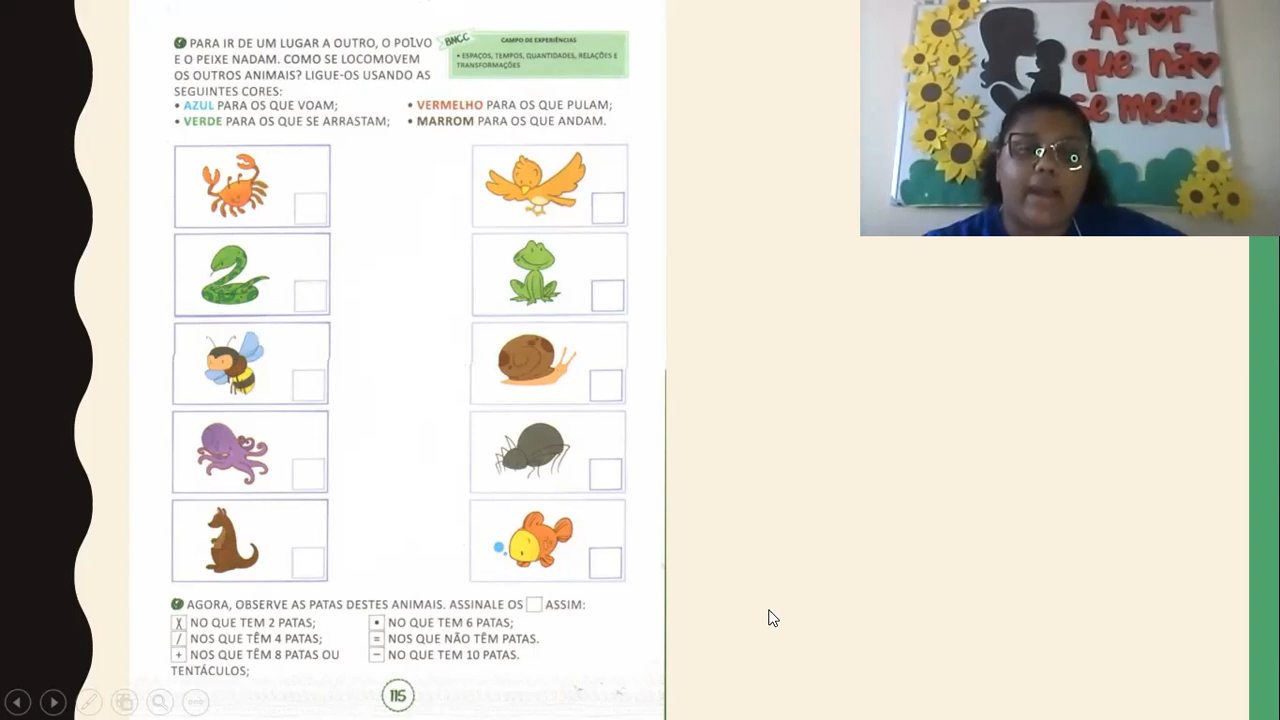 PARA IR DE UM LUGAR A OUTRO, O POLVO
E O PEIXE NADAM. COMO SE LOCOMOVEM
OS OUTROS ANIMAIS? LIGUE-OS USANDO AS
SEGUINTES CORES:
• AZUL PARA OS QUE VOAM;
• VERDE PARA OS QUE SE ARRASTAM;
• VERMELHO PARA OS QUE PULAM;
• MARROM PARA OS QUE ANDAM.
BNCC
CAMPO DE EXPERIÊNCIAS
• ESPAÇOS, TEMPOS, QUANTIDADES, RELAÇÕES E
TRANSFORMAÇÕES
AGORA, OBSERVE AS PATAS DESTES ANIMAIS. ASSINALE OS ASSIM:
X NO QUE TEM 2 PATAS;
/ NOS QUE TÊM 4 PATAS;
+ NOS QUE TÊM 8 PATAS OU
TENTÁCULOS;
• NO QUE TEM 6 PATAS;
= NOS QUE NÃO TÊM PATAS.
− NO QUE TEM 10 PATAS.
115
Amor
que não
se mede!